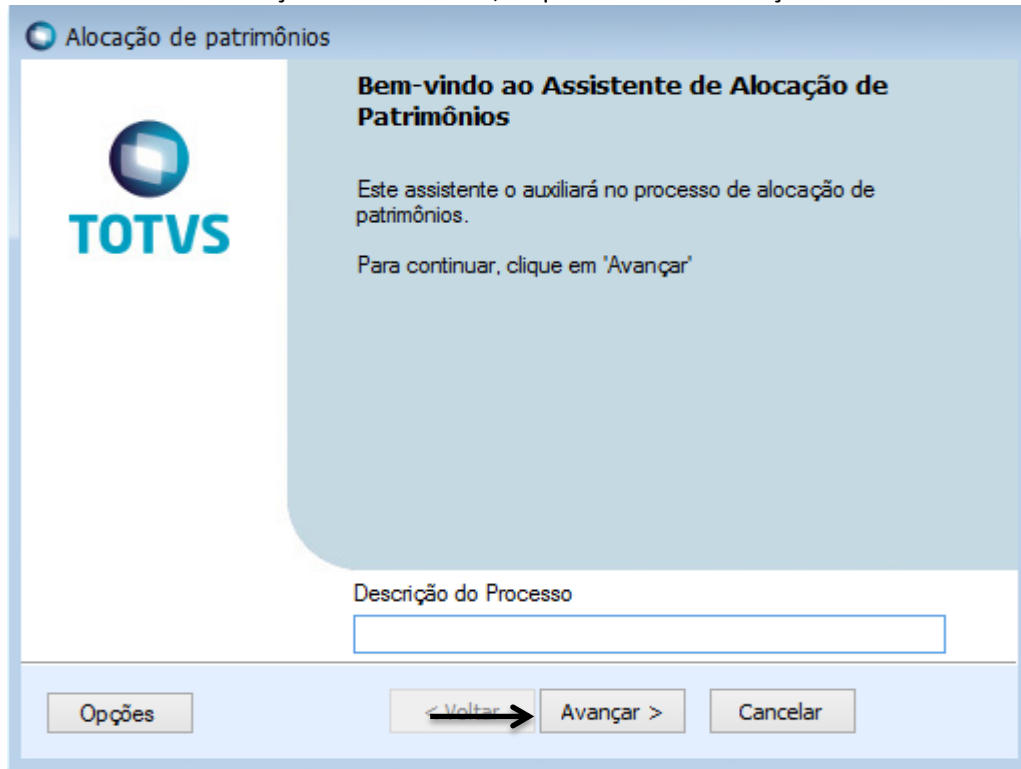 Alocação de patrimônios
Bem-vindo ao Assistente de Alocação de
Patrimônios
Este assistente o auxiliará no processo de alocação de
patrimônios.
Para continuar, clique em 'Avançar'
TOTVS
Descrição do Processo
Opções
< Voltar
Avançar >
Cancelar